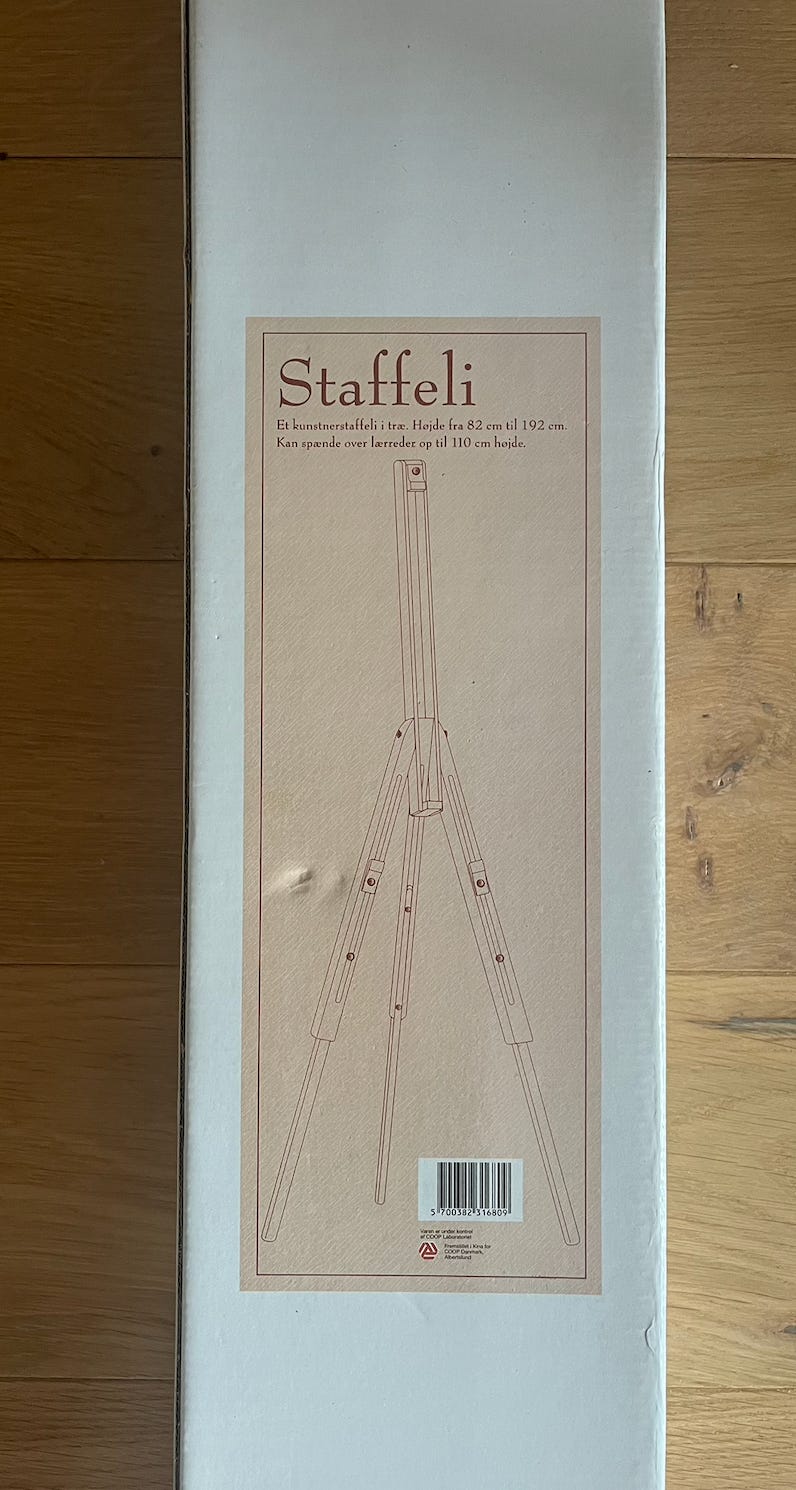 Staffeli
Et kunstnerstaffeli i træ. Højde fra 82 cm til 192 cm.
Kan spænde over lærreder op til 110 cm højde.
5 700382 316809
Varen er under kontrol
af COOP Laboratoriet
Fremstillet i Kina for
COOP Danmark,
Albertslund